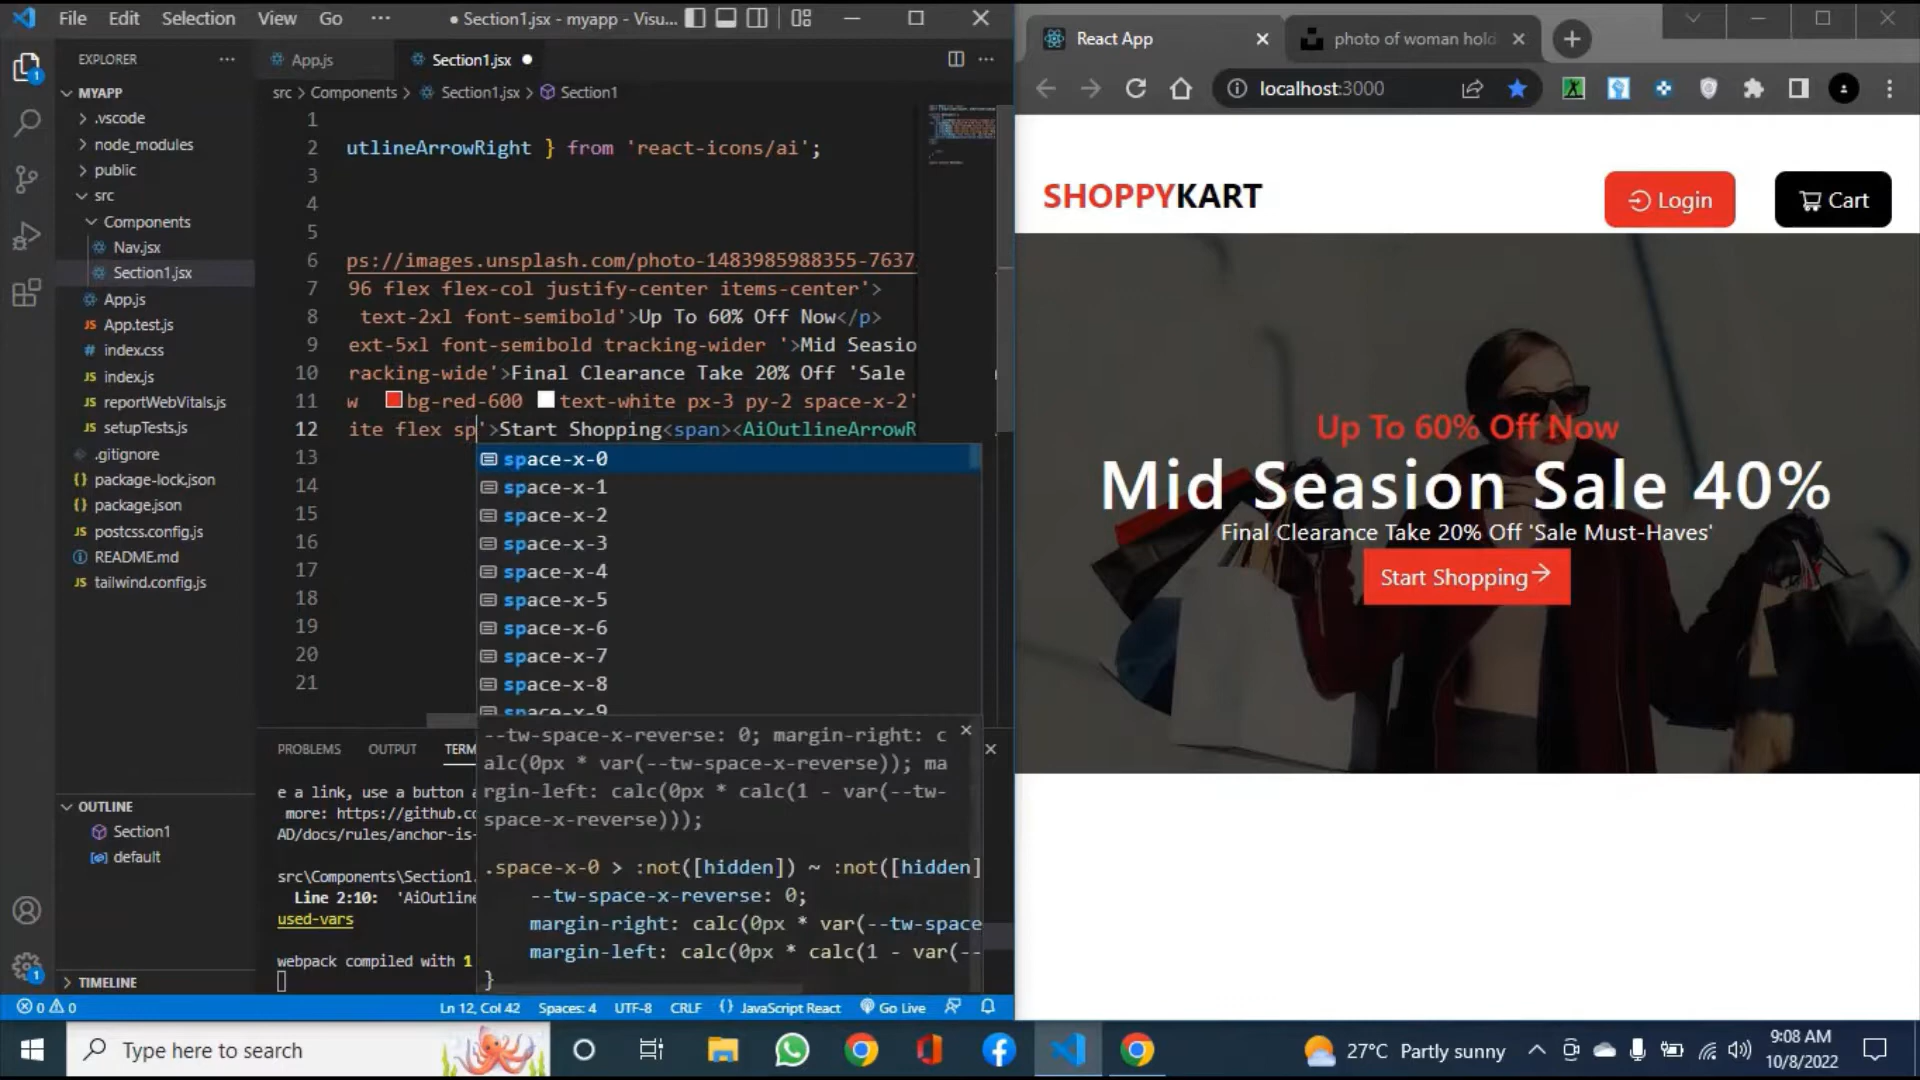 File Edit Selection View Go ··· ● Section1.jsx - myapp - Visu...
EXPLORER ···
MYAPP
.vscode
node_modules
public
src
Components
Nav.jsx
Section1.jsx
App.js
JS App.test.js
# index.css
JS index.js
JS reportWebVitals.js
JS setupTests.js
.gitignore
{} package-lock.json
{} package.json
JS postcss.config.js
README.md
JS tailwind.config.js
OUTLINE
Section1
default
TIMELINE
App.js Section1.jsx ●
src > Components > Section1.jsx > Section1
1
2 utlineArrowRight } from 'react-icons/ai';
3
4
5
6 ps://images.unsplash.com/photo-1483985988355-7637
7 96 flex flex-col justify-center items-center'>
8 text-2xl font-semibold'>Up To 60% Off Now</p>
9 ext-5xl font-semibold tracking-wider '>Mid Seasio
10 racking-wide'>Final Clearance Take 20% Off 'Sale
11 w bg-red-600 text-white px-3 py-2 space-x-2'
12 ite flex sp'>Start Shopping<span><AiOutlineArrowR
13
14
15
16
17
18
19
20
21
space-x-0
space-x-1
space-x-2
space-x-3
space-x-4
space-x-5
space-x-6
space-x-7
space-x-8
space-x-9
--tw-space-x-reverse: 0; margin-right: c
alc(0px * var(--tw-space-x-reverse)); ma
rgin-left: calc(0px * calc(1 - var(--tw-
space-x-reverse)));
.space-x-0 > :not([hidden]) ~ :not([hidden]
--tw-space-x-reverse: 0;
margin-right: calc(0px * var(--tw-space
margin-left: calc(0px * calc(1 - var(--
}
PROBLEMS OUTPUT TERM
e a link, use a button a
more: https://github.co
AD/docs/rules/anchor-is-
src\Components\Section1.
Line 2:10: 'AiOutline
used-vars
webpack compiled with 1
0 0 Ln 12, Col 42 Spaces: 4 UTF-8 CRLF {} JavaScript React Go Live
React App
photo of woman hold
localhost:3000
SHOPPYKART
Login
Cart
Up To 60% Off Now
Mid Seasion Sale 40%
Final Clearance Take 20% Off 'Sale Must-Haves'
Start Shopping
Type here to search
27°C Partly sunny
9:08 AM
10/8/2022